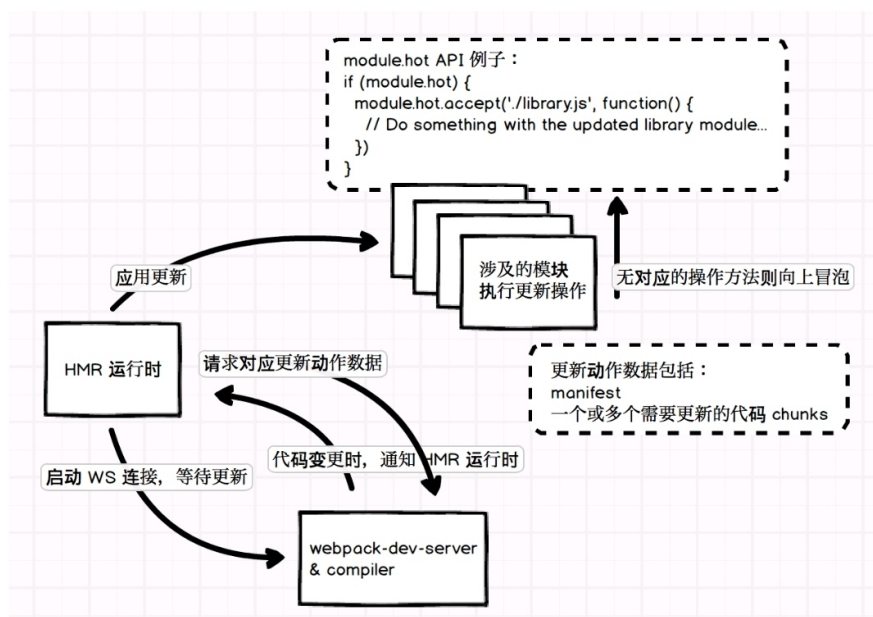 module.hot API 例子：
if (module.hot) {
module.hot.accept('./library.js', function() {
// Do something with the updated library module...
})
}
应用更新
涉及的模块
执行更新操作
无对应的操作方法则向上冒泡
HMR 运行时
请求对应更新动作数据
更新动作数据包括：
manifest
一个或多个需要更新的代码 chunks
代码变更时，通知 HMR 运行时
启动 WS 连接，等待更新
webpack-dev-server
& compiler